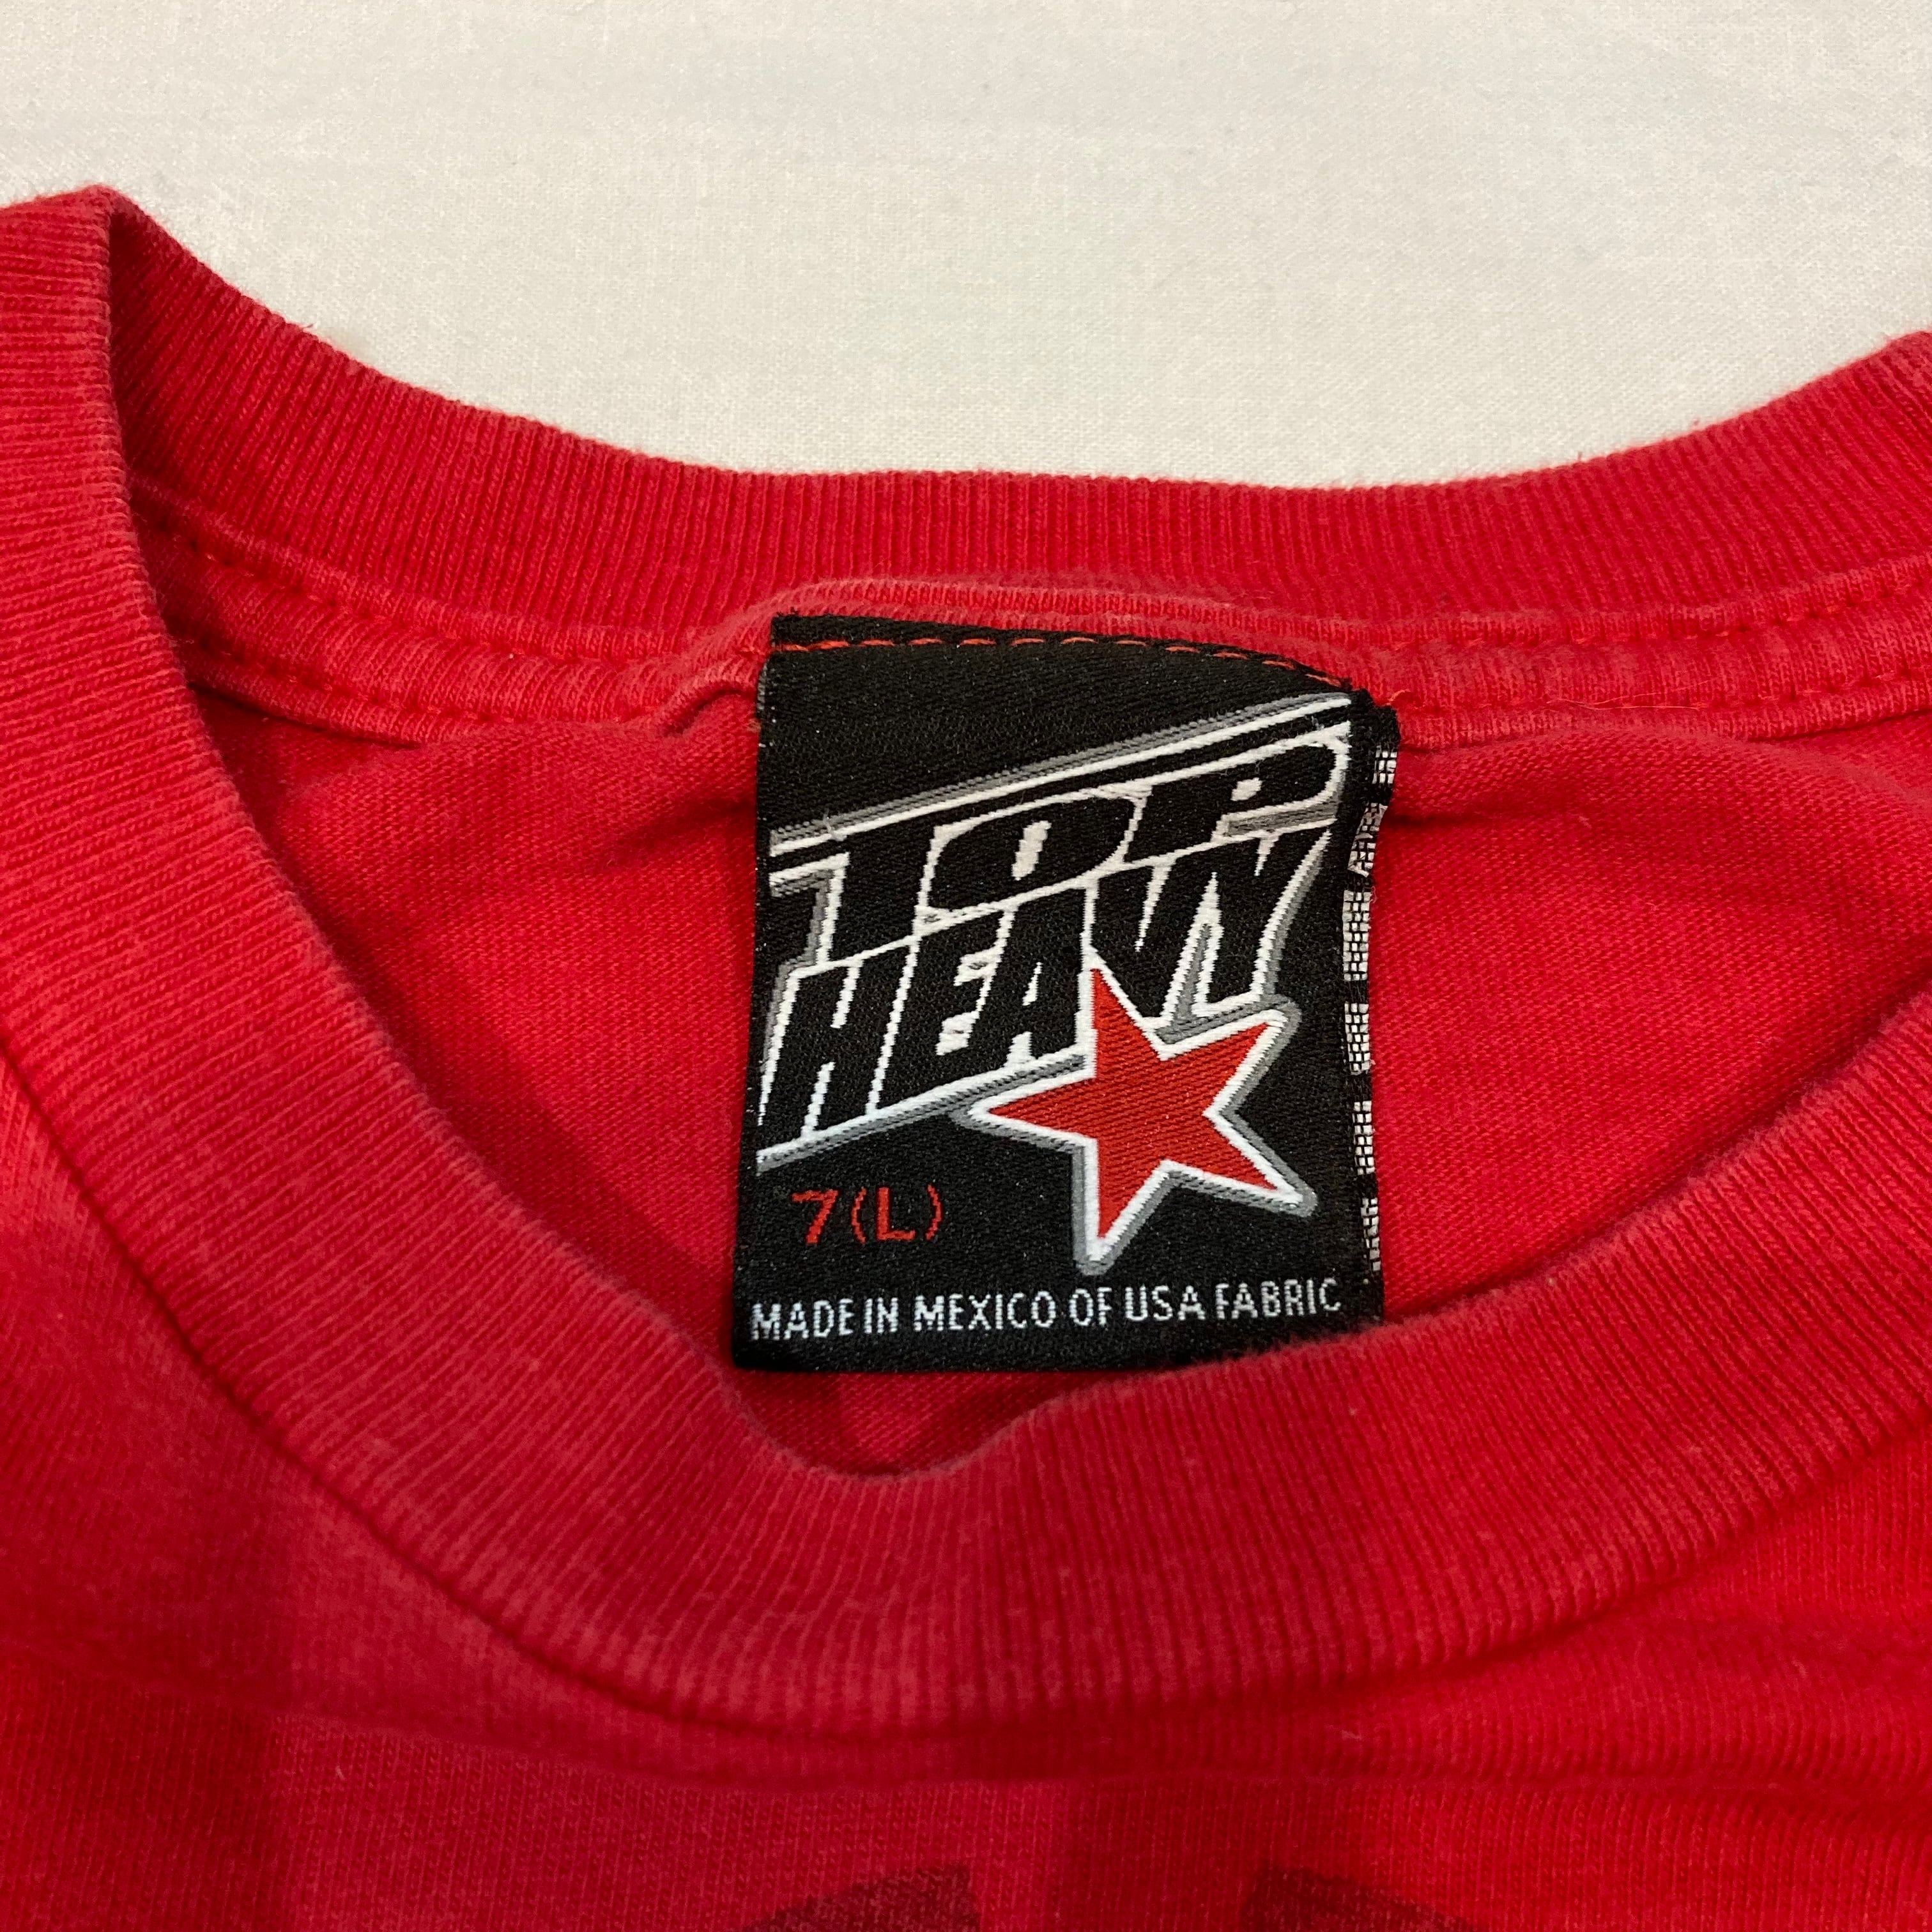 TOP
HEAVY
7(L)
MADE IN MEXICO OF USA FABRIC